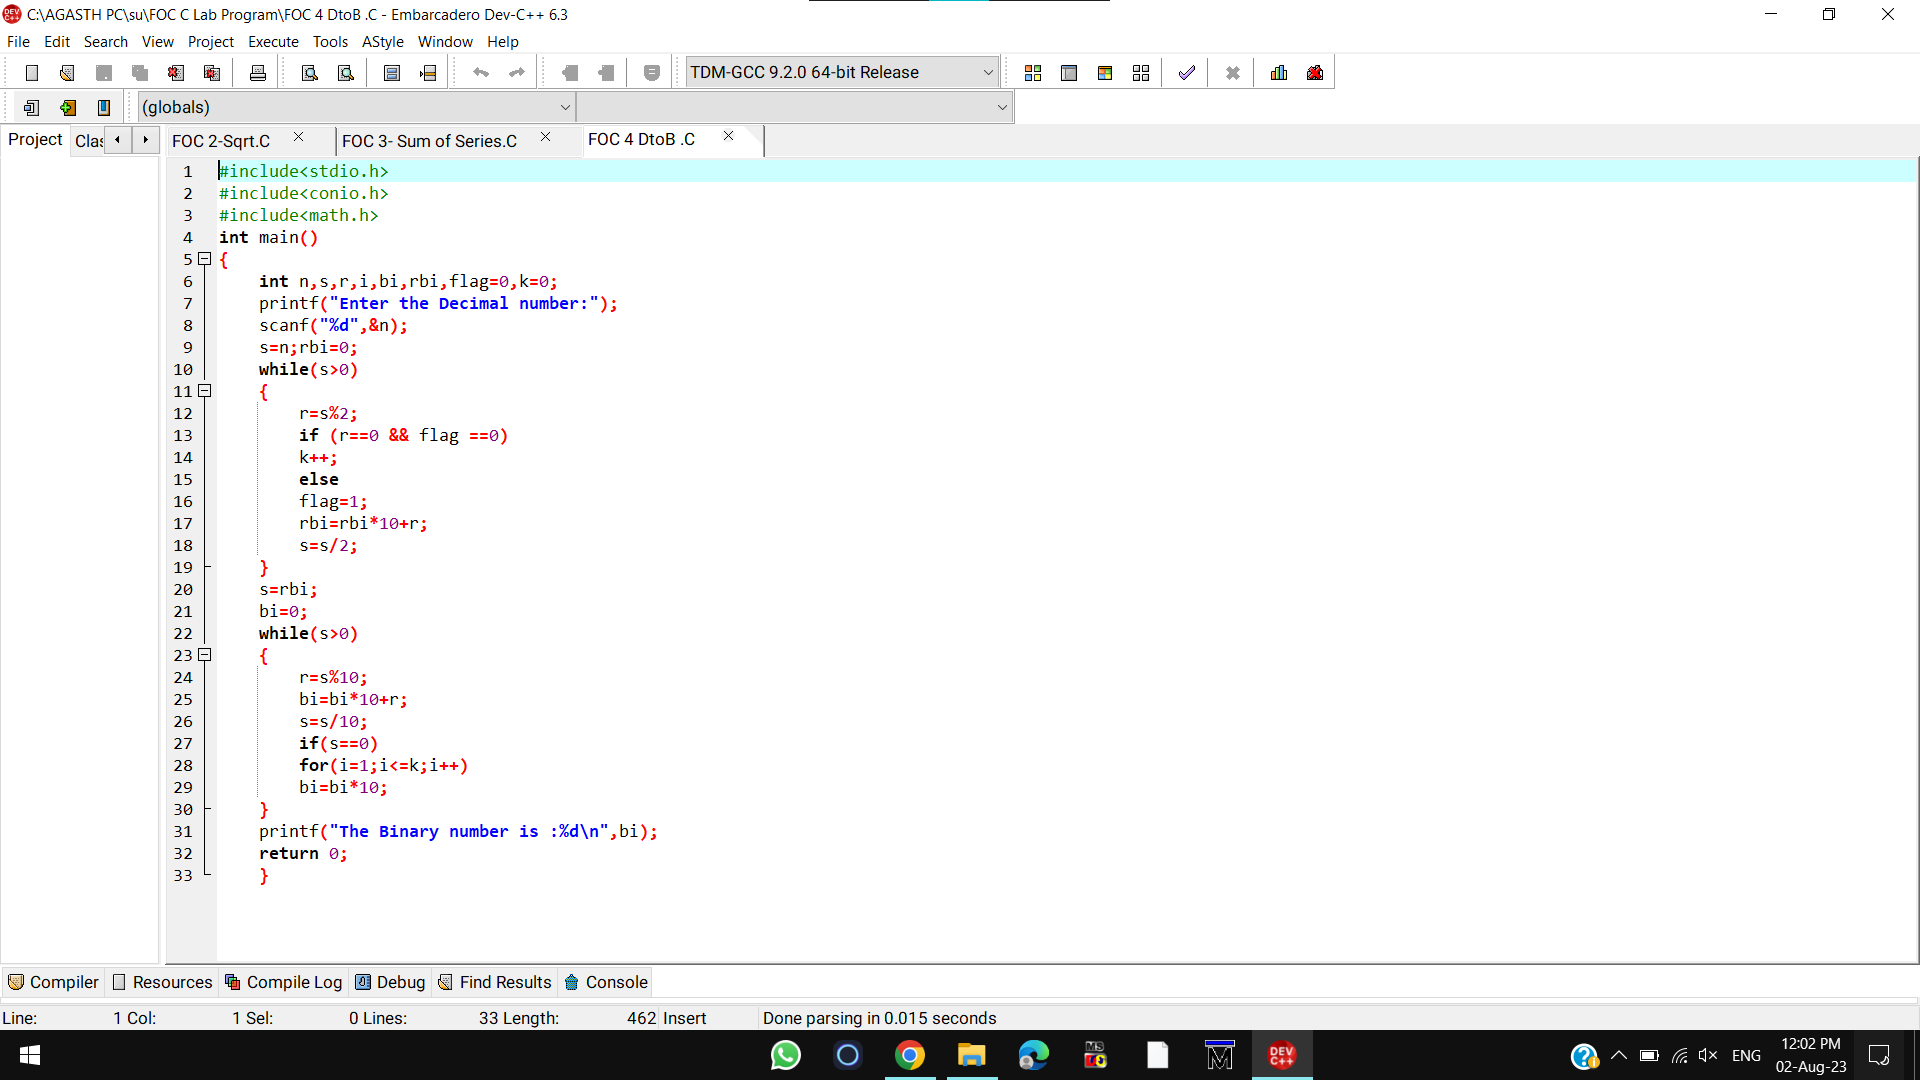 C:\AGASTH PC\su\FOC C Lab Program\FOC 4 DtoB .C - Embarcadero Dev-C++ 6.3
File Edit Search View Project Execute Tools AStyle Window Help
TDM-GCC 9.2.0 64-bit Release
(globals)
Project Clas FOC 2-Sqrt.C FOC 3- Sum of Series.C FOC 4 DtoB .C
1 #include<stdio.h>
2 #include<conio.h>
3 #include<math.h>
4 int main()
5 {
6 int n,s,r,i,bi,rbi,flag=0,k=0;
7 printf("Enter the Decimal number:");
8 scanf("%d",&n);
9 s=n;rbi=0;
10 while(s>0)
11 {
12 r=s%2;
13 if (r==0 && flag ==0)
14 k++;
15 else
16 flag=1;
17 rbi=rbi*10+r;
18 s=s/2;
19 }
20 s=rbi;
21 bi=0;
22 while(s>0)
23 {
24 r=s%10;
25 bi=bi*10+r;
26 s=s/10;
27 if(s==0)
28 for(i=1;i<=k;i++)
29 bi=bi*10;
30 }
31 printf("The Binary number is :%d\n",bi);
32 return 0;
33 }
Compiler Resources Compile Log Debug Find Results Console
Line: 1 Col: 1 Sel: 0 Lines: 33 Length: 462 Insert Done parsing in 0.015 seconds
MS
DEV C++
ENG
12:02 PM
02-Aug-23